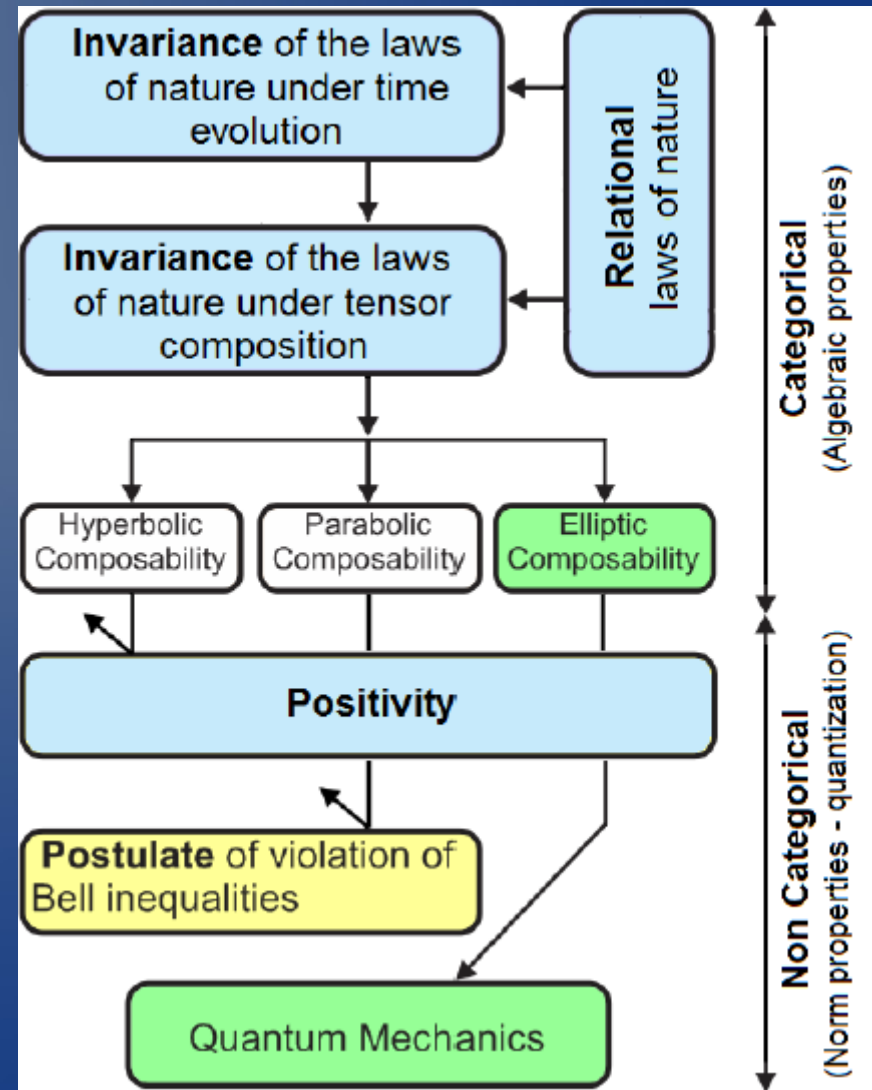 Invariance of the laws
of nature under time
evolution
Relational
laws of nature
Invariance of the laws
of nature under tensor
composition
Categorical
(Algebraic properties)
Hyperbolic
Composability
Parabolic
Composability
Elliptic
Composability
Positivity
Postulate of violation of
Bell inequalities
Quantum Mechanics
Non Categorical
(Norm properties - quantization)